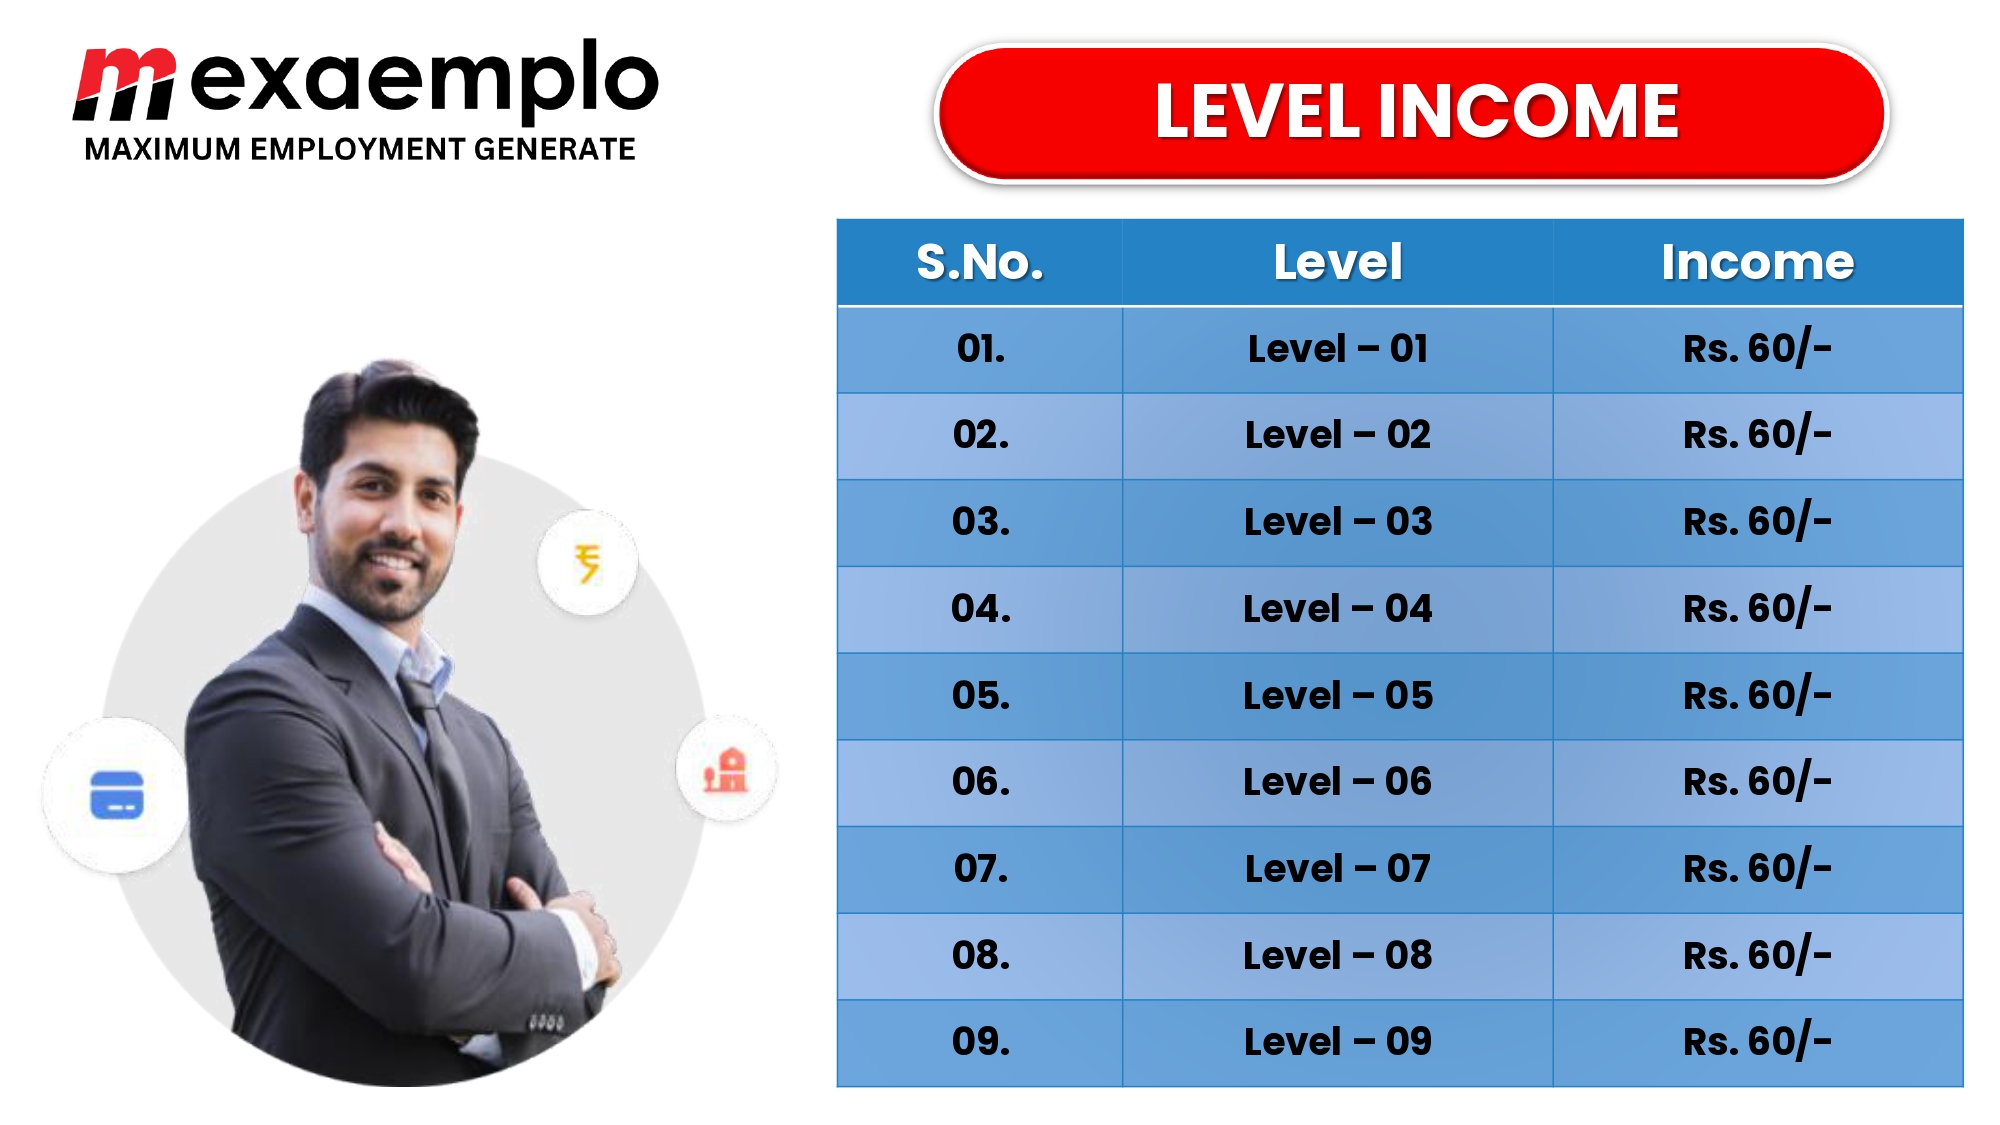 mexaemplo
MAXIMUM EMPLOYMENT GENERATE
LEVEL INCOME
S.No. Level Income
01. Level – 01 Rs. 60/-
02. Level – 02 Rs. 60/-
03. Level – 03 Rs. 60/-
04. Level – 04 Rs. 60/-
05. Level – 05 Rs. 60/-
06. Level – 06 Rs. 60/-
07. Level – 07 Rs. 60/-
08. Level – 08 Rs. 60/-
09. Level – 09 Rs. 60/-